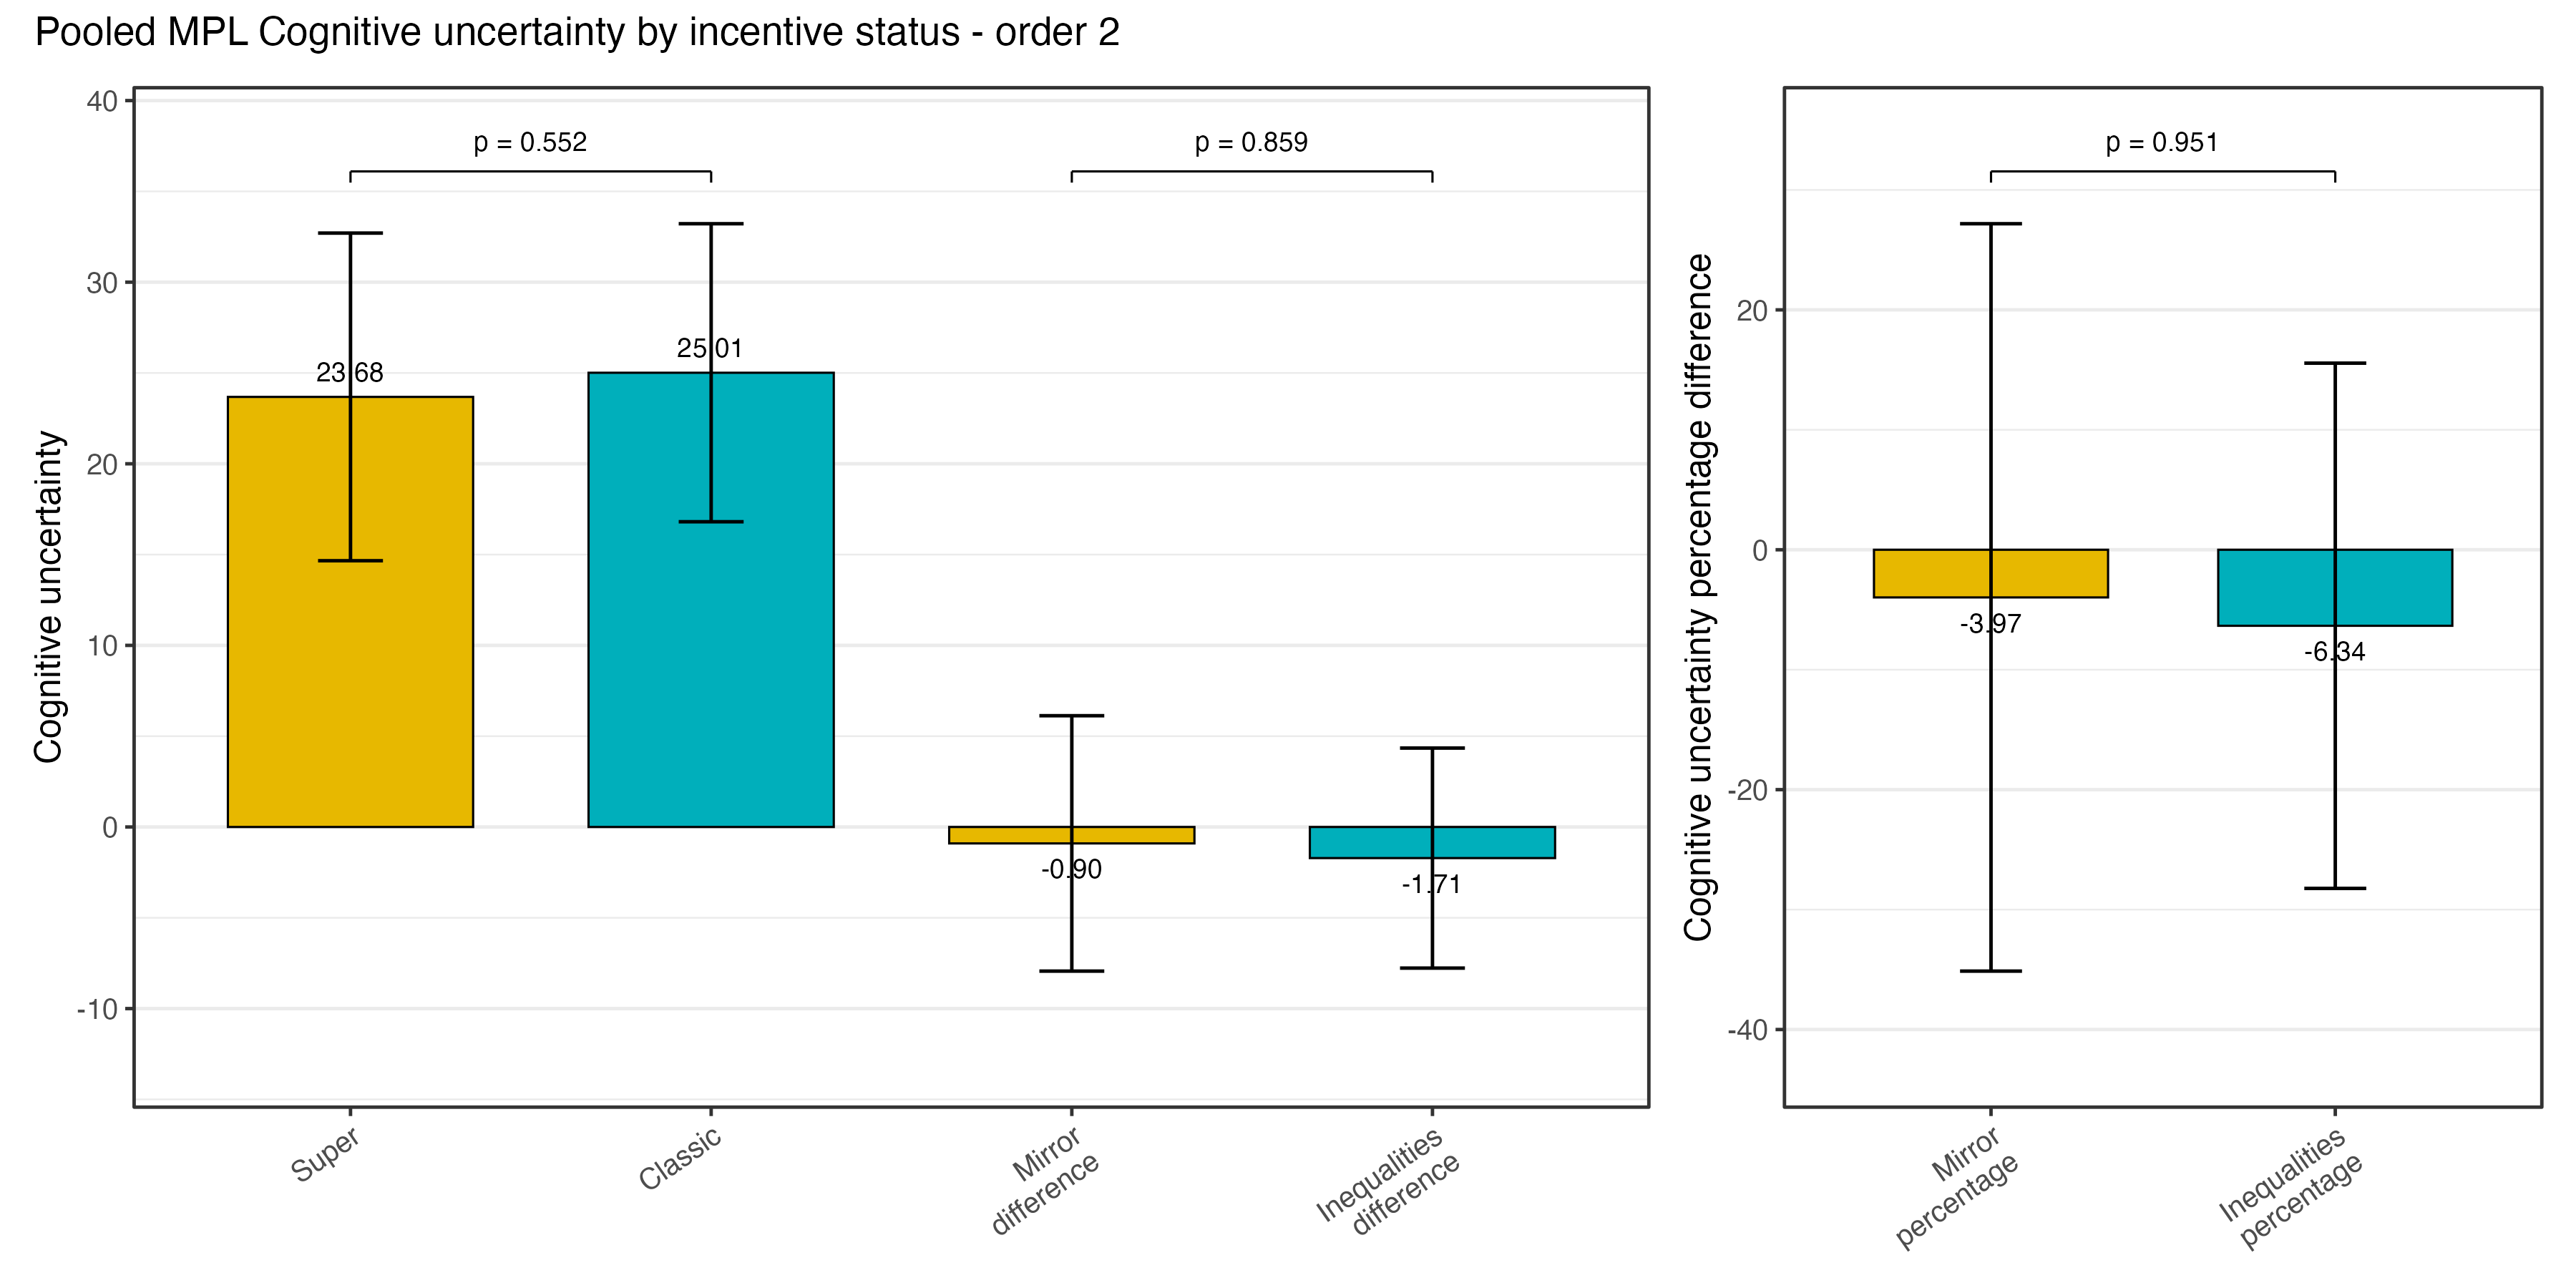 Pooled MPL Cognitive uncertainty by incentive status - order 2
Cognitive uncertainty
40
30
20
10
0
-10
p = 0.552
p = 0.859
23.68
25.01
-0.90
-1.71
Super
Classic
Mirror
difference
Inequalities
difference
Cognitive uncertainty percentage difference
20
0
-20
-40
p = 0.951
-3.97
-6.34
Mirror
percentage
Inequalities
percentage